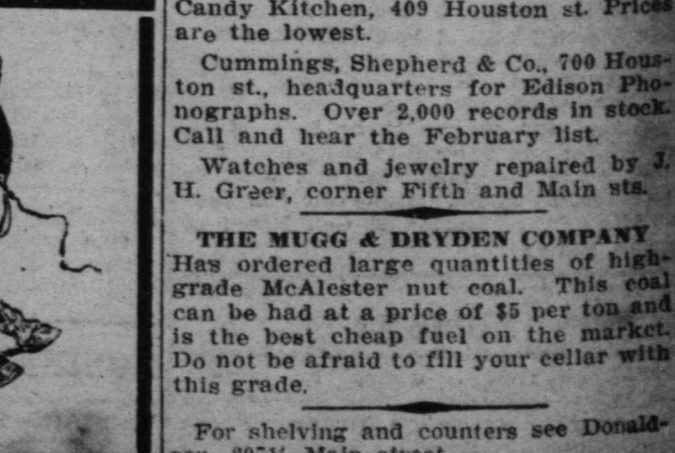 Candy Kitchen, 409 Houston st. Prices
are the lowest.
Cummings, Shepherd & Co., 700 Hous-
ton st., headquarters for Edison Pho-
nographs. Over 2,000 records in stock.
Call and hear the February list.
Watches and jewelry repaired by J.
H. Greer, corner Fifth and Main sts.
THE MUGG & DRYDEN COMPANY
Has ordered large quantities of high-
grade McAlester nut coal. This coal
can be had at a price of $5 per ton and
is the best cheap fuel on the market.
Do not be afraid to fill your cellar with
this grade.
For shelving and counters see Donald-
Main street